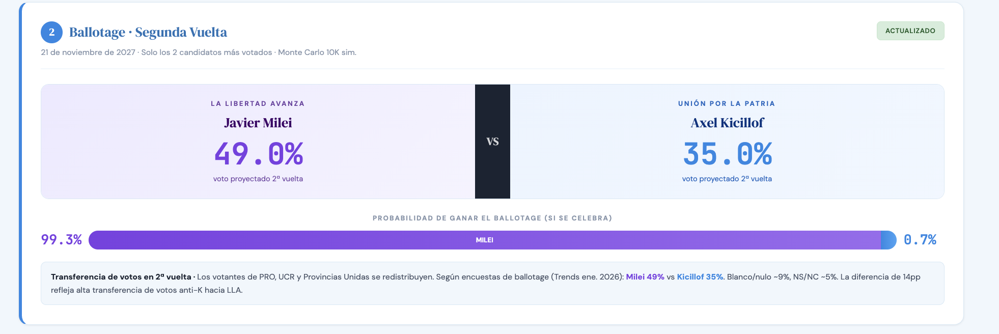 2 Ballotage · Segunda Vuelta
ACTUALIZADO
21 de noviembre de 2027 · Solo los 2 candidatos más votados · Monte Carlo 10K sim.
LA LIBERTAD AVANZA
Javier Milei
49.0%
voto proyectado 2ª vuelta
VS
UNIÓN POR LA PATRIA
Axel Kicillof
35.0%
voto proyectado 2ª vuelta
PROBABILIDAD DE GANAR EL BALLOTAGE (SI SE CELEBRA)
99.3% MILEI 0.7%
Transferencia de votos en 2ª vuelta · Los votantes de PRO, UCR y Provincias Unidas se redistribuyen. Según encuestas de ballotage (Trends ene. 2026): Milei 49% vs Kicillof 35%. Blanco/nulo ~9%, NS/NC ~5%. La diferencia de 14pp
refleja alta transferencia de votos anti-K hacia LLA.